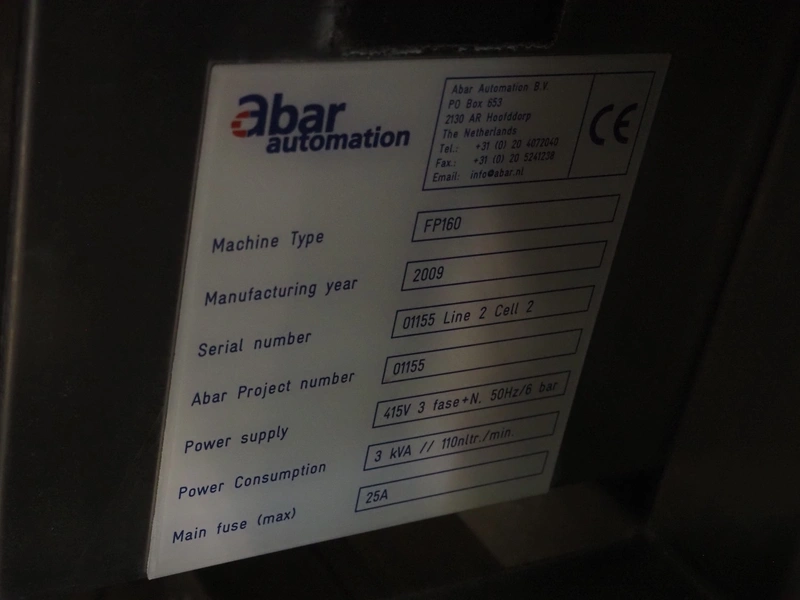 abar
automation
Abar Automation B.V.
PO Box 653
2130 AR Hoofddorp
The Netherlands
Tel.: +31 (0) 20 4072040
Fax.: +31 (0) 20 5241238
Email: info@abar.nl
CE
Machine Type FP160
Manufacturing year 2009
Serial number 01155 Line 2 Cell 2
Abar Project number 01155
Power supply 415V 3 fase+N, 50Hz/6 bar
Power Consumption 3 kVA // 110nltr./min.
Main fuse (max) 25A